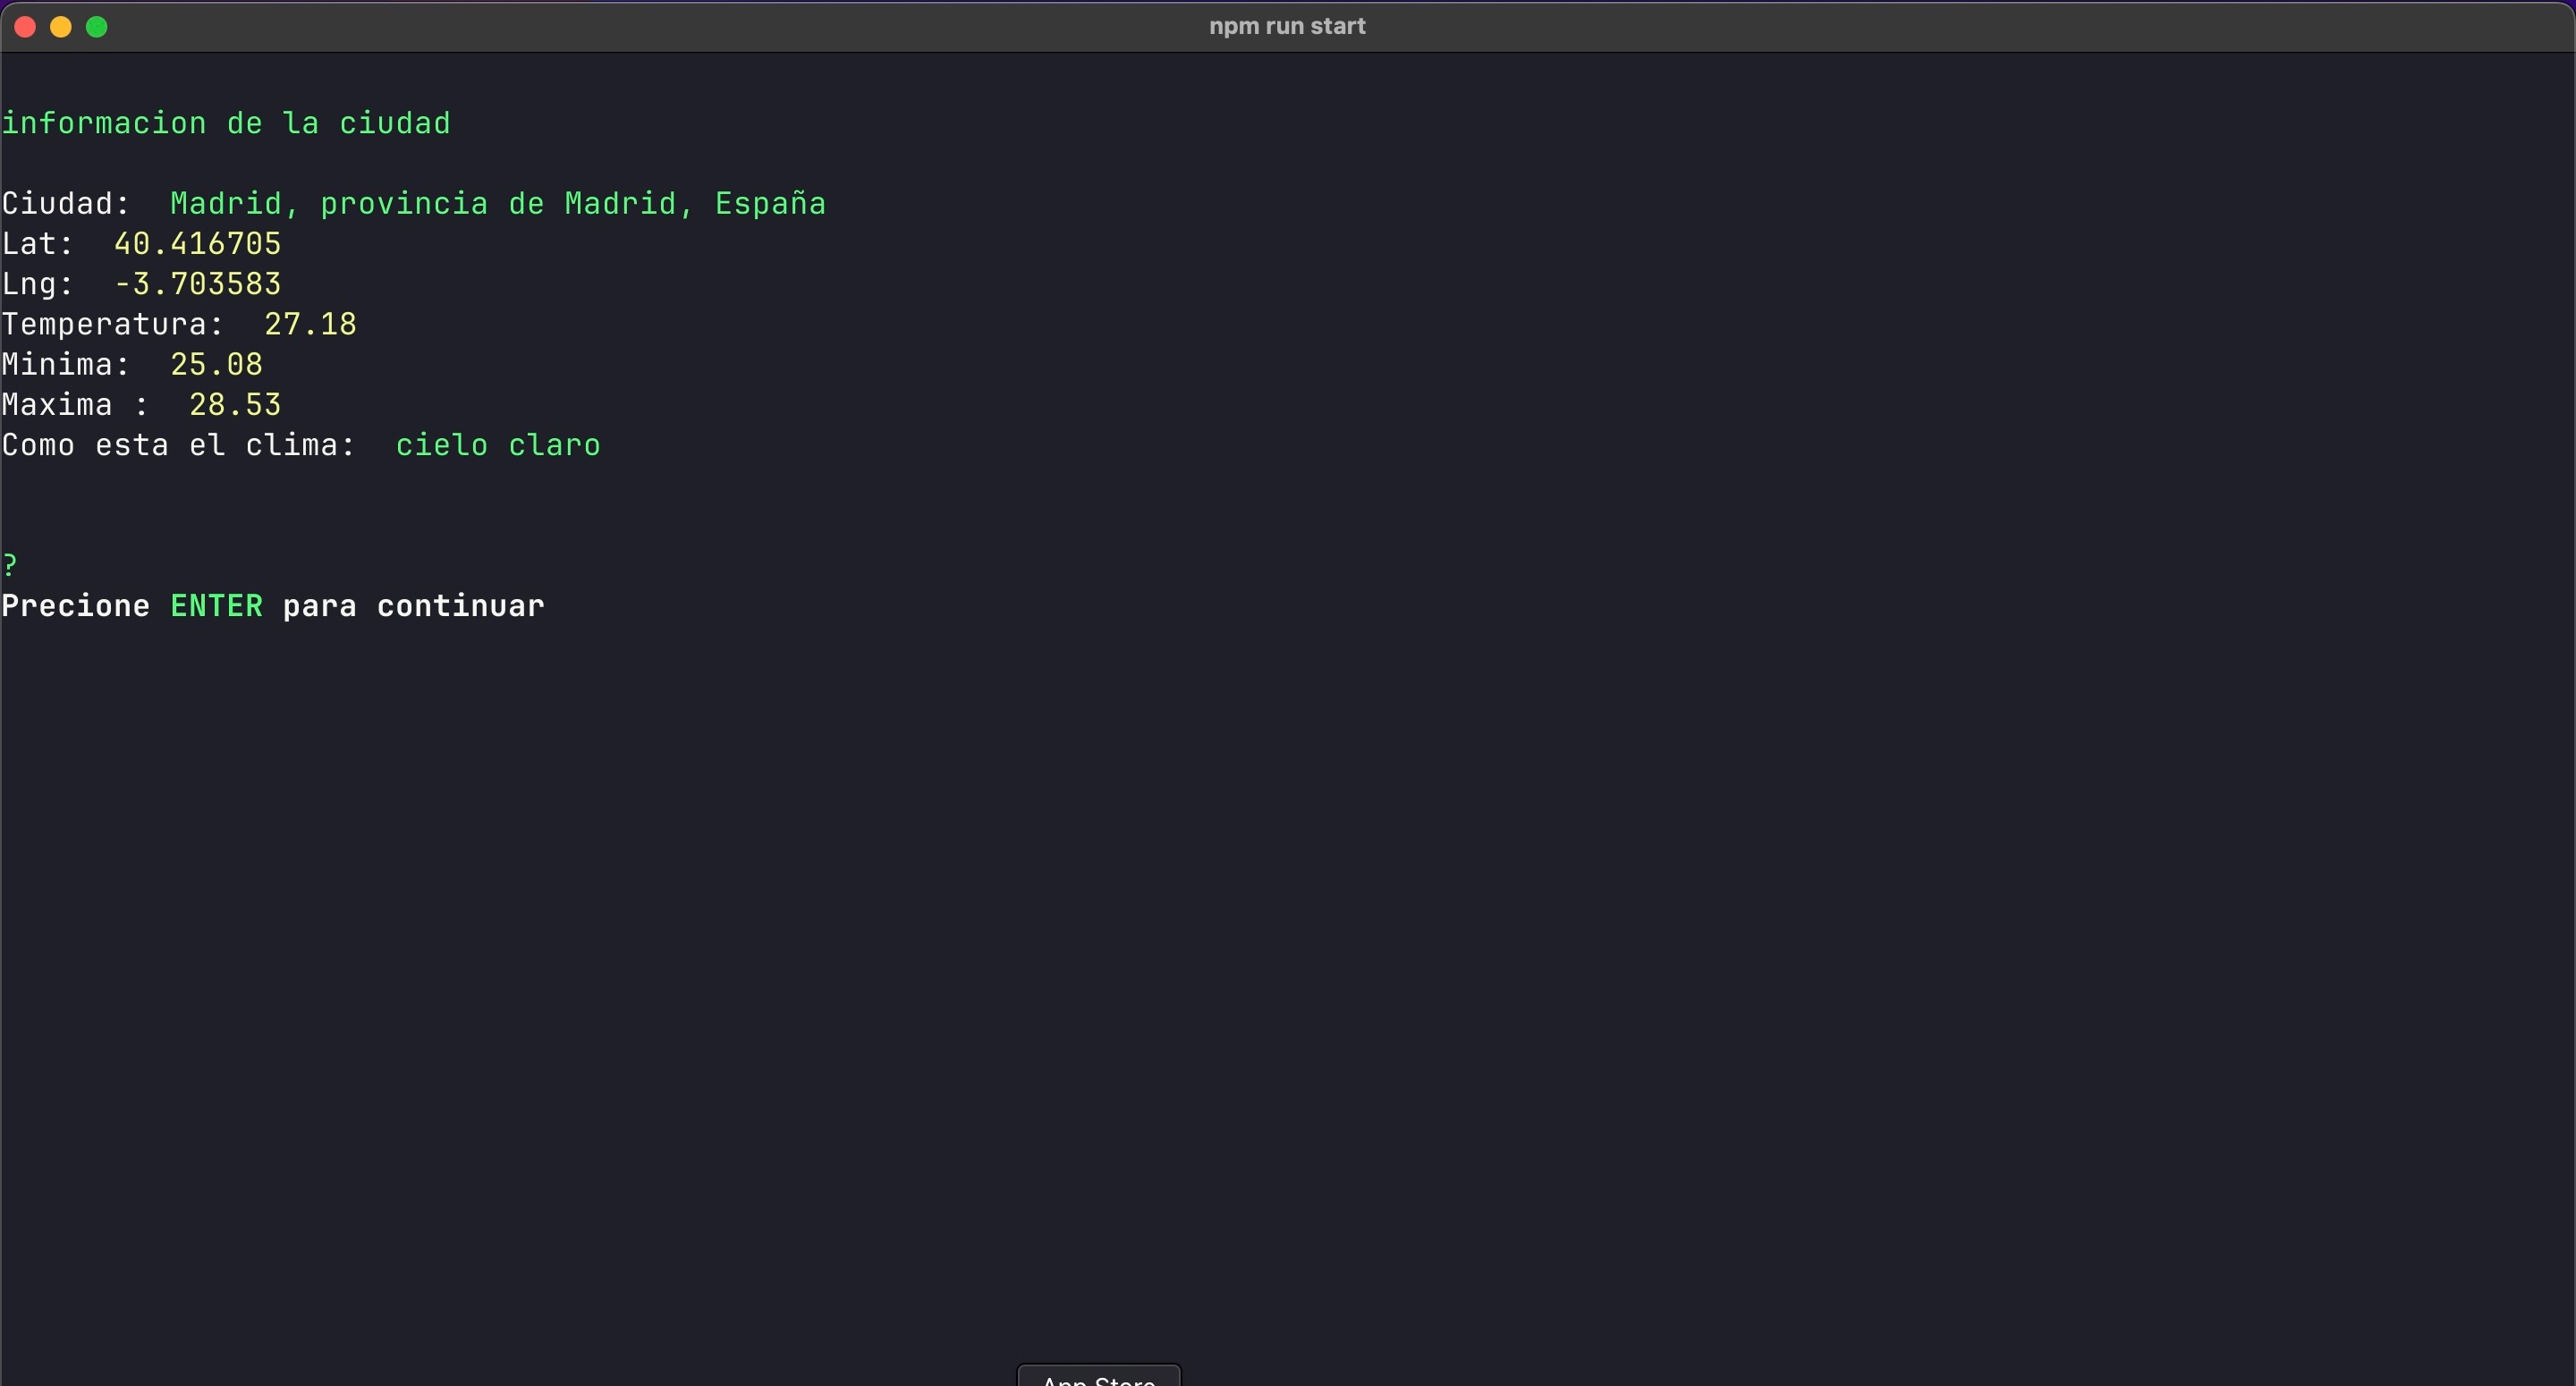 npm run start
informacion de la ciudad
Ciudad:  Madrid, provincia de Madrid, España
Lat:  40.416705
Lng:  -3.703583
Temperatura:  27.18
Minima:  25.08
Maxima :  28.53
Como esta el clima:  cielo claro
?
Precione ENTER para continuar
App Store